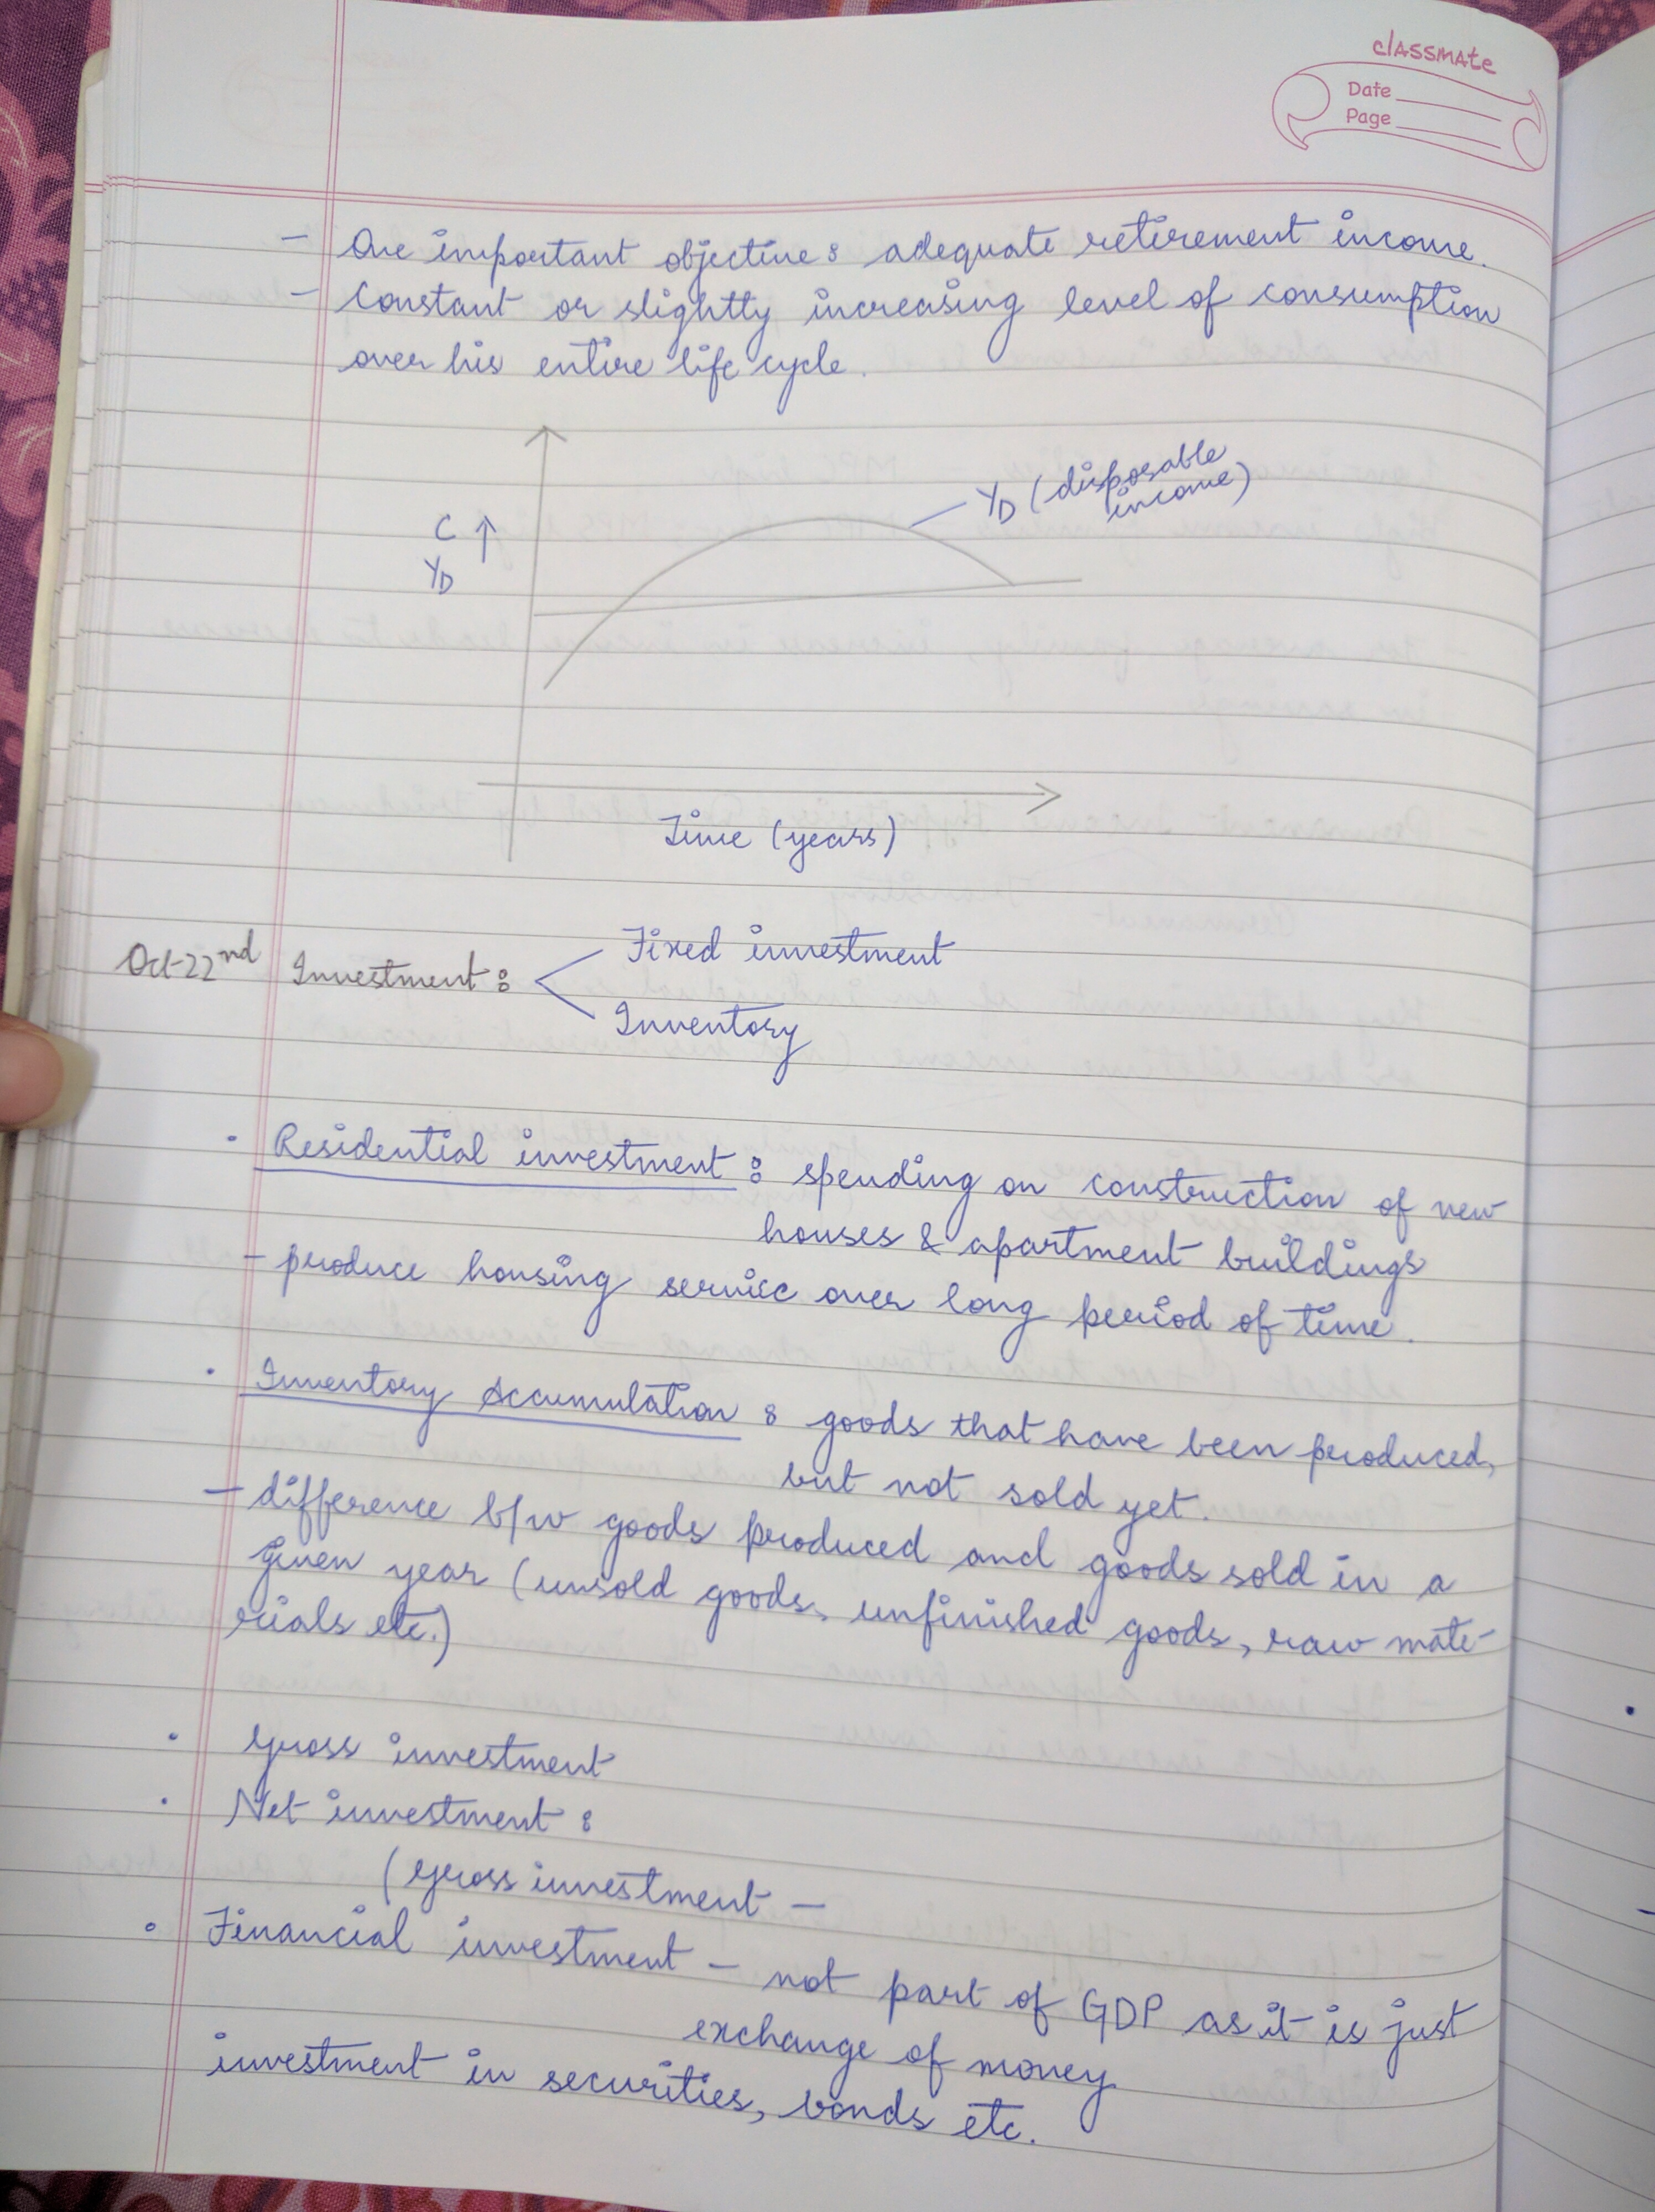 classmate
Date
Page
- One important objective : adequate retirement income.
- Constant or slightly increasing level of consumption
over his entire life cycle.
YD (disposable
income)
C ↑
YD
Time (years)
Oct-22nd Investment :
Fixed investment
Inventory
• Residential investment : spending on construction of new
houses & apartment buildings
- produce housing service over long period of time.
• Inventory Accumulation : goods that have been produced,
but not sold yet.
- difference b/w goods produced and goods sold in a
given year (unsold goods, unfinished goods, raw mate-
rials etc.)
• Gross investment
• Net investment :
(Gross investment -
• Financial investment - not part of GDP as it is just
exchange of money
investment in securities, bonds etc.